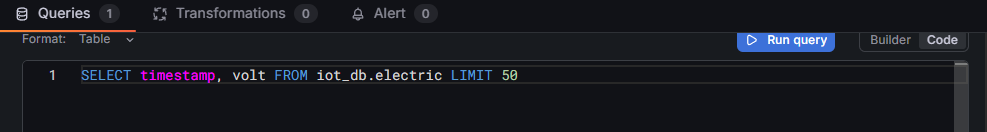 Queries 1 Transformations 0 Alert 0
Format: Table Run query Builder Code
1 SELECT timestamp, volt FROM iot_db.electric LIMIT 50